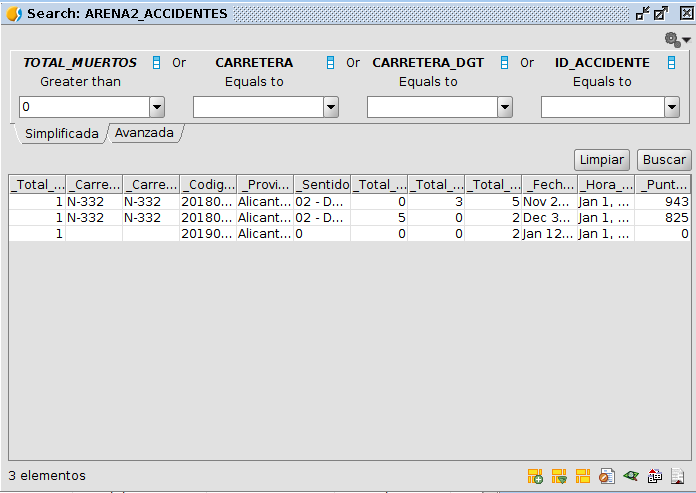 Search: ARENA2_ACCIDENTES
TOTAL_MUERTOS Or CARRETERA Or CARRETERA_DGT Or ID_ACCIDENTE
Greater than Equals to Equals to Equals to
0
Simplificada Avanzada
Limpiar Buscar
_Total_... _Carre... _Carre... _Codig... _Provi... _Sentido _Total_... _Total_... _Total_... _Fech... _Hora_... _Punt...
1 N-332 N-332 20180... Alicant... 02 - D... 0 3 5 Nov 2... Jan 1, ... 943
1 N-332 N-332 20180... Alicant... 02 - D... 5 0 2 Dec 3... Jan 1, ... 825
1 20190... Alicant... 0 0 0 2 Jan 12... Jan 1, ... 0
3 elementos